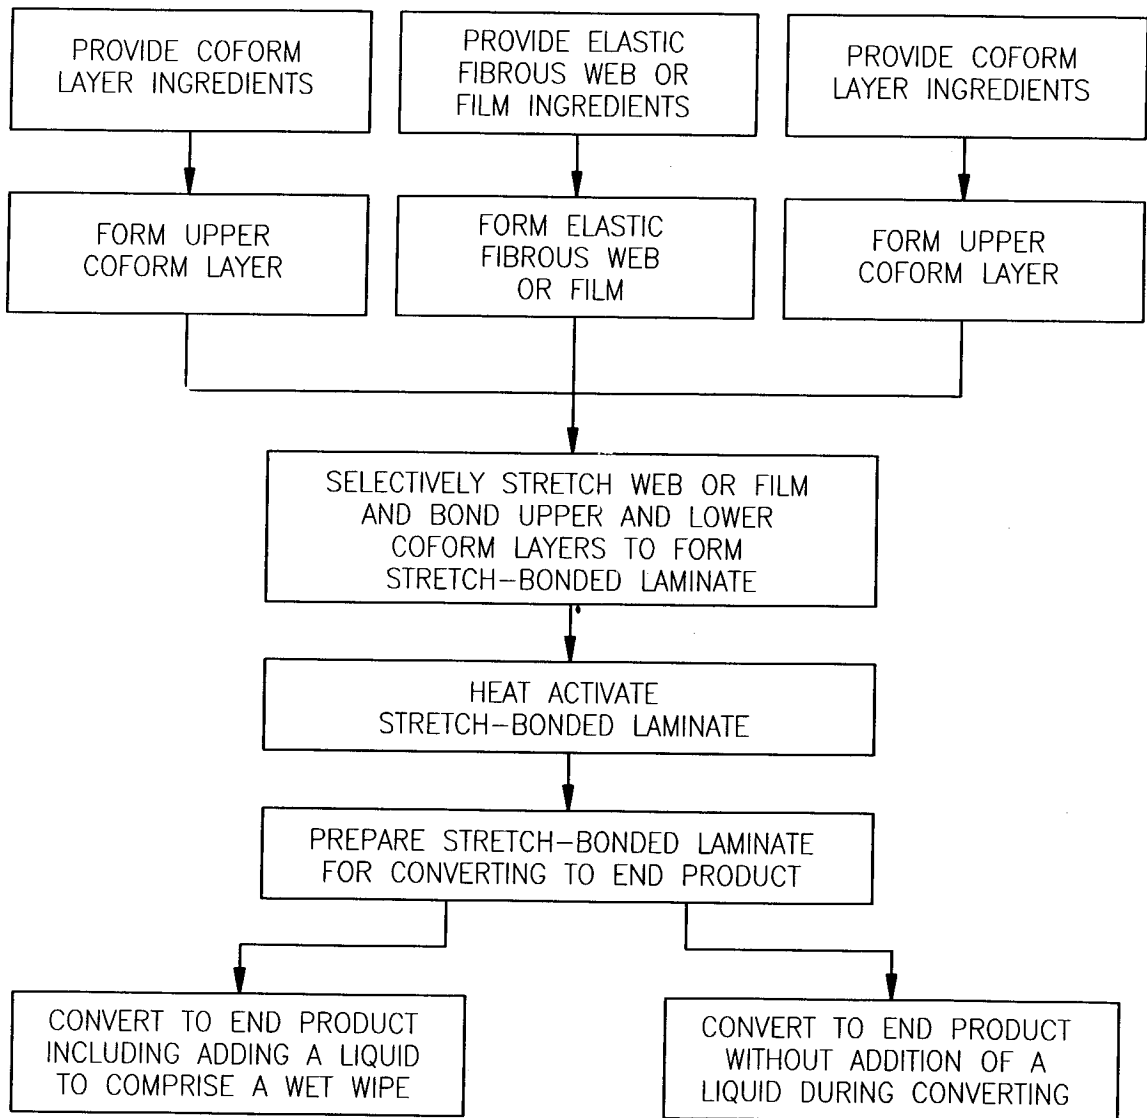 PROVIDE COFORM
LAYER INGREDIENTS
PROVIDE ELASTIC
FIBROUS WEB OR
FILM INGREDIENTS
PROVIDE COFORM
LAYER INGREDIENTS
FORM UPPER
COFORM LAYER
FORM ELASTIC
FIBROUS WEB
OR FILM
FORM UPPER
COFORM LAYER
SELECTIVELY STRETCH WEB OR FILM
AND BOND UPPER AND LOWER
COFORM LAYERS TO FORM
STRETCH-BONDED LAMINATE
HEAT ACTIVATE
STRETCH-BONDED LAMINATE
PREPARE STRETCH-BONDED LAMINATE
FOR CONVERTING TO END PRODUCT
CONVERT TO END PRODUCT
INCLUDING ADDING A LIQUID
TO COMPRISE A WET WIPE
CONVERT TO END PRODUCT
WITHOUT ADDITION OF A
LIQUID DURING CONVERTING